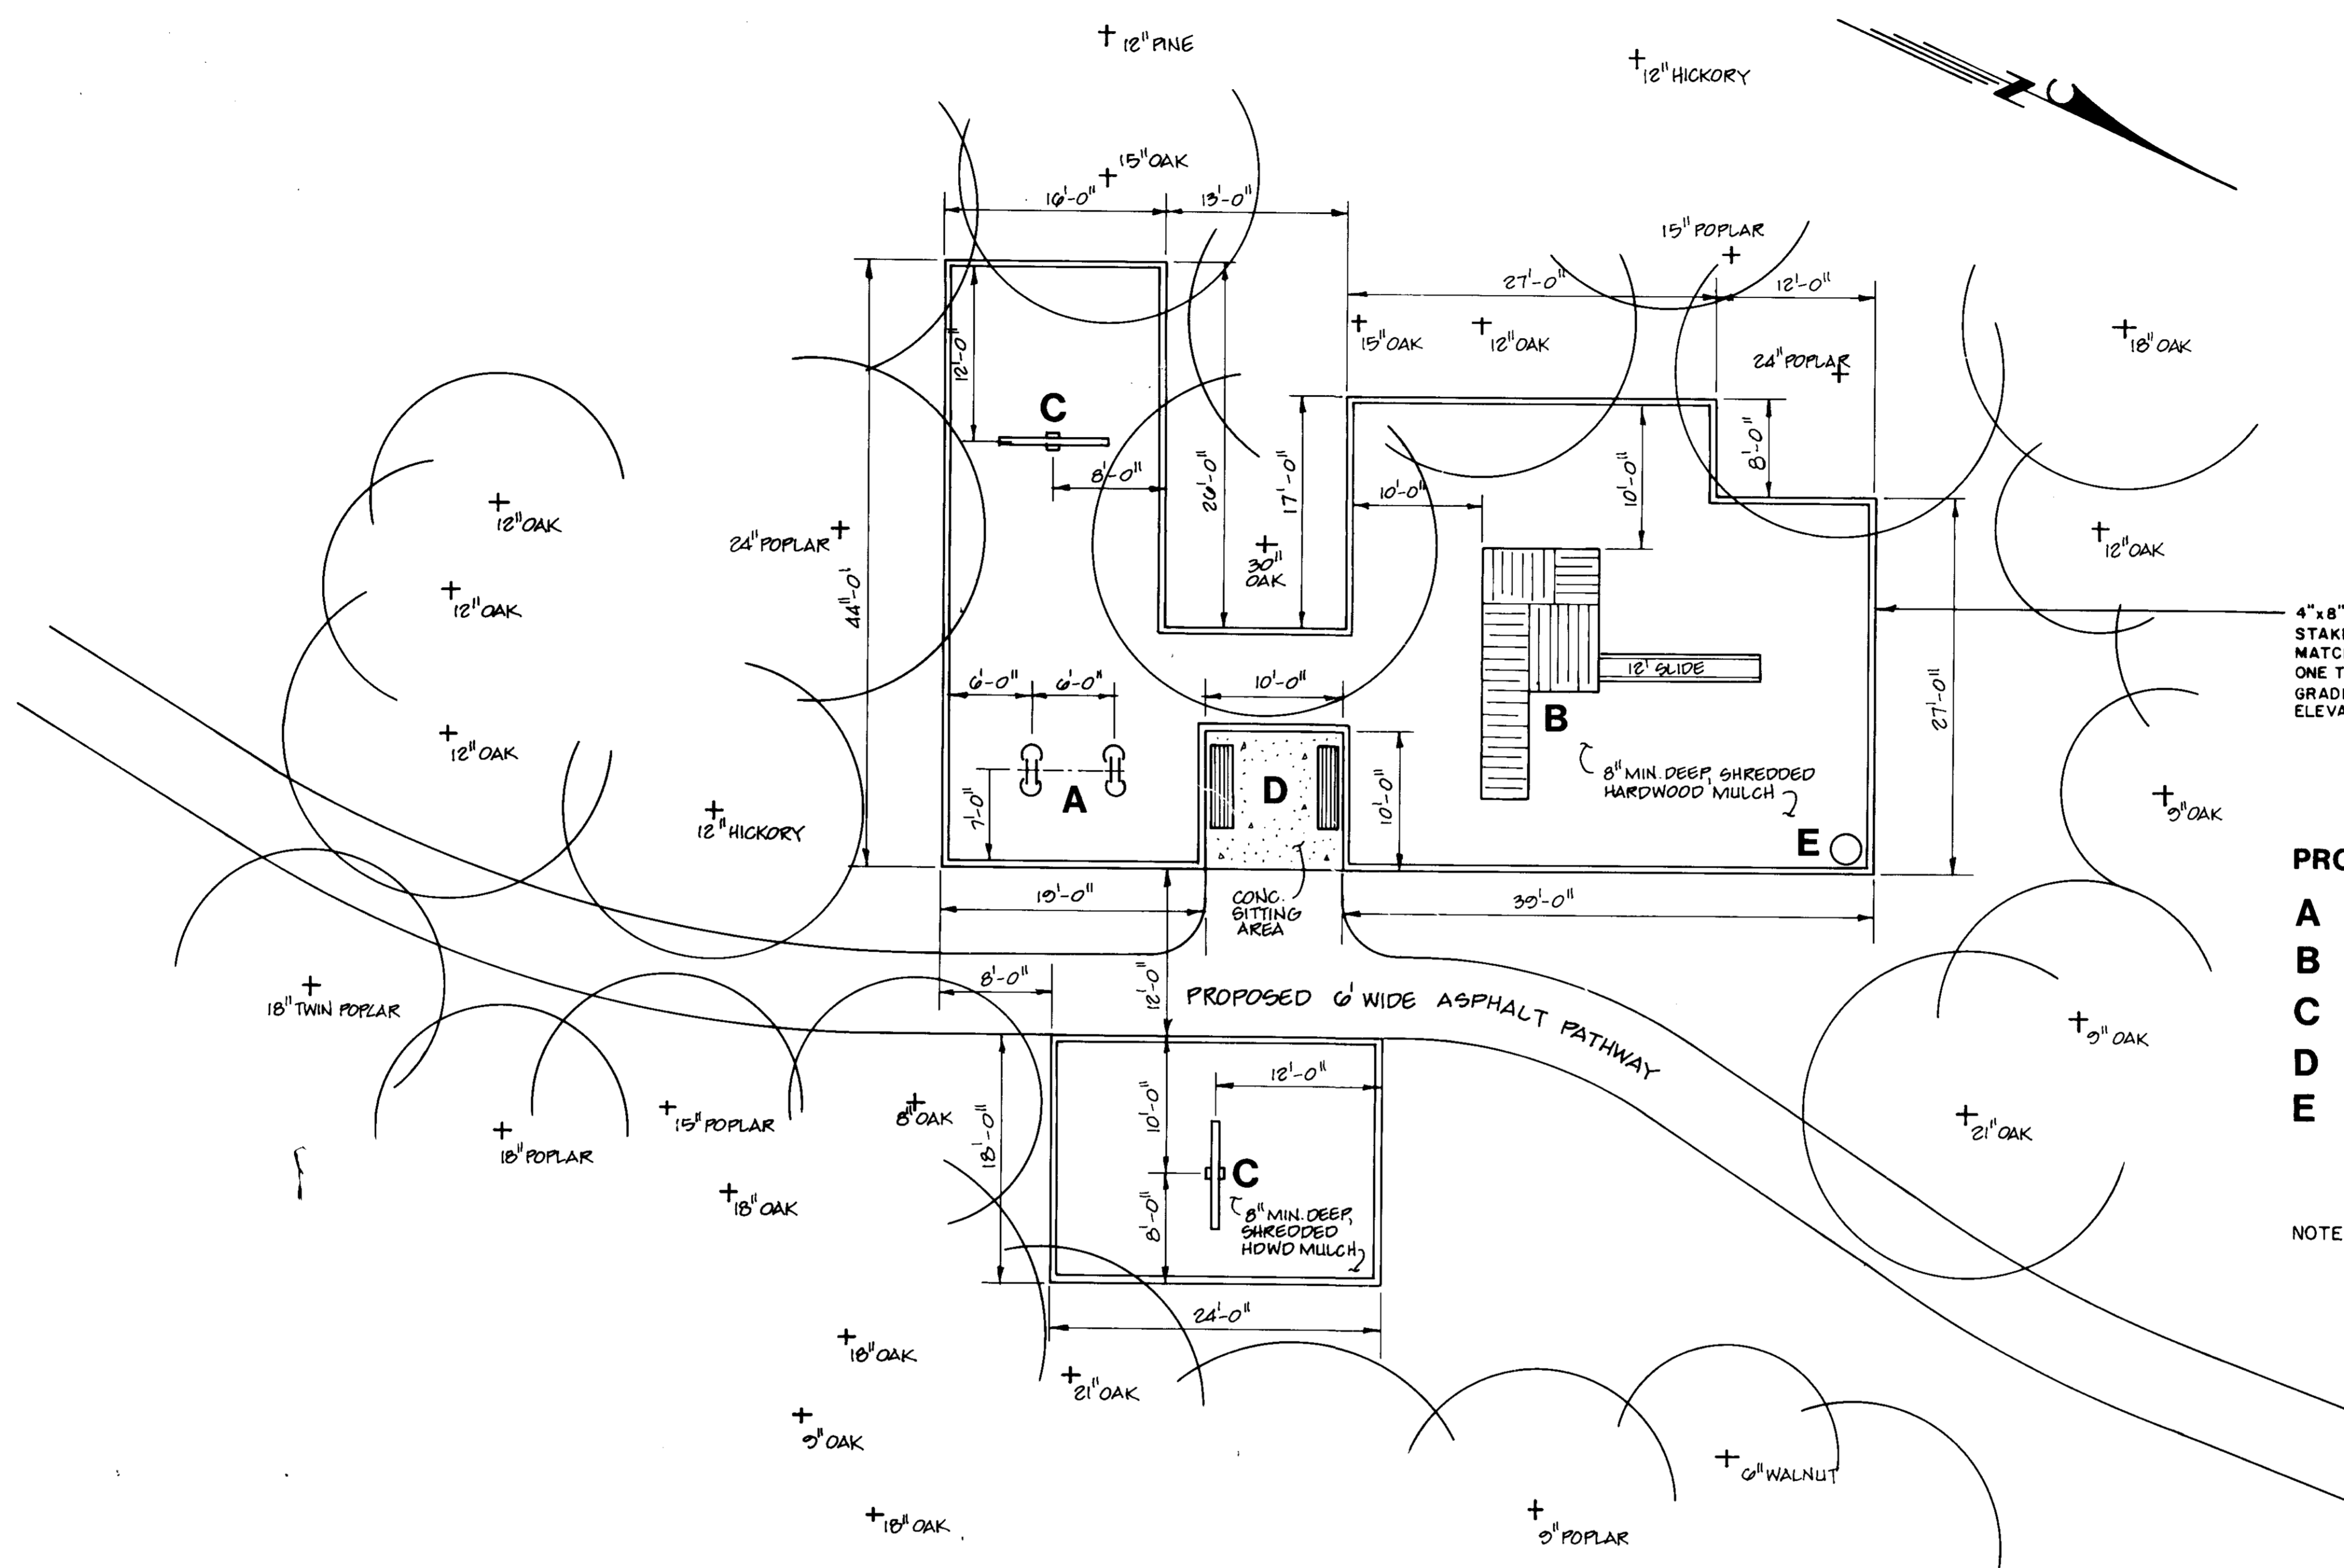 12" PINE
12" HICKORY
N
15" OAK
16'-0"
13'-0"
15" POPLAR
27'-0"
12'-0"
15" OAK
12" OAK
24" POPLAR
18" OAK
12'-0"
C
8'-0"
26'-0"
17'-0"
10'-0"
10'-0"
8'-0"
12" OAK
24" POPLAR
30"
OAK
12" OAK
12" OAK
44"-0'
4"x8"
STAK
MATC
ONE T
GRAD
ELEVA
12' SLIDE
6'-0"
6'-0"
10'-0"
B
27'-0"
12" OAK
8" MIN. DEEP, SHREDDED
HARDWOOD MULCH
D
A
7'-0"
10'-0"
9" OAK
12" HICKORY
E
PRO
19'-0"
CONC.
SITTING
AREA
39'-0"
A
B
C
D
E
8'-0"
12'-0"
PROPOSED 6' WIDE ASPHALT PATHWAY
18" TWIN POPLAR
9" OAK
12'-0"
10'-0"
18'-0"
8" OAK
15" POPLAR
18" POPLAR
21" OAK
C
8'-0"
8" MIN. DEEP,
SHREDDED
HDWD MULCH
18" OAK
NOTE
24'-0"
18" OAK
21" OAK
9" OAK
6" WALNUT
18" OAK
9" POPLAR